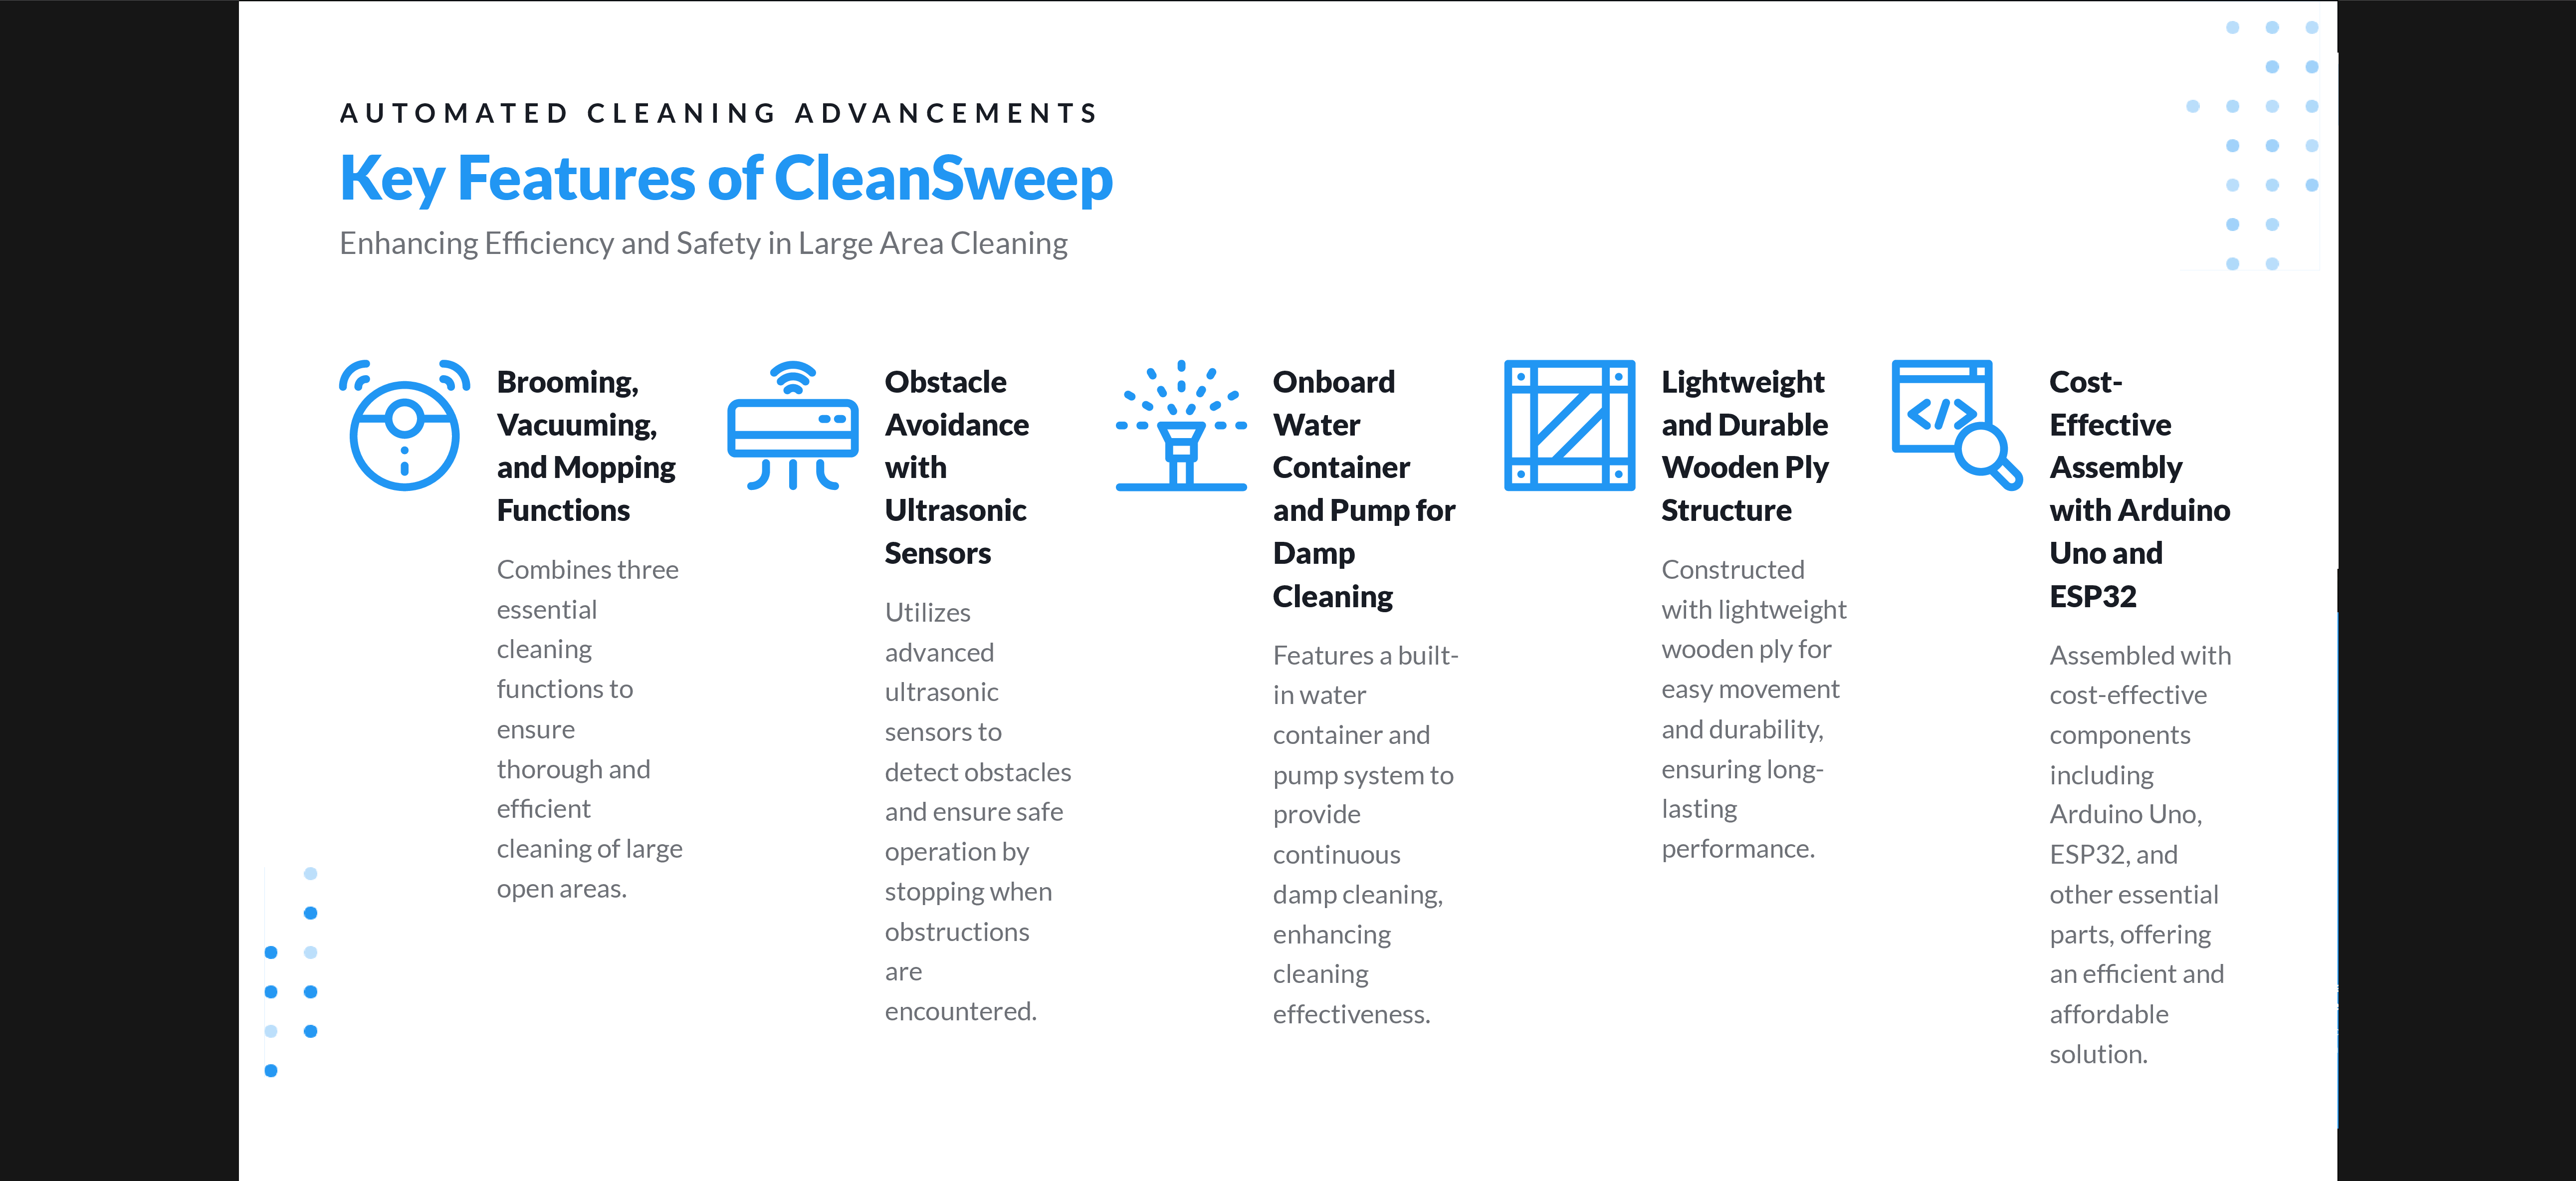 AUTOMATED CLEANING ADVANCEMENTS
Key Features of CleanSweep
Enhancing Efficiency and Safety in Large Area Cleaning
Brooming,
Vacuuming,
and Mopping
Functions
Combines three
essential
cleaning
functions to
ensure
thorough and
efficient
cleaning of large
open areas.
Obstacle
Avoidance
with
Ultrasonic
Sensors
Utilizes
advanced
ultrasonic
sensors to
detect obstacles
and ensure safe
operation by
stopping when
obstructions
are
encountered.
Onboard
Water
Container
and Pump for
Damp
Cleaning
Features a built-
in water
container and
pump system to
provide
continuous
damp cleaning,
enhancing
cleaning
effectiveness.
Lightweight
and Durable
Wooden Ply
Structure
Constructed
with lightweight
wooden ply for
easy movement
and durability,
ensuring long-
lasting
performance.
Cost-
Effective
Assembly
with Arduino
Uno and
ESP32
Assembled with
cost-effective
components
including
Arduino Uno,
ESP32, and
other essential
parts, offering
an efficient and
affordable
solution.